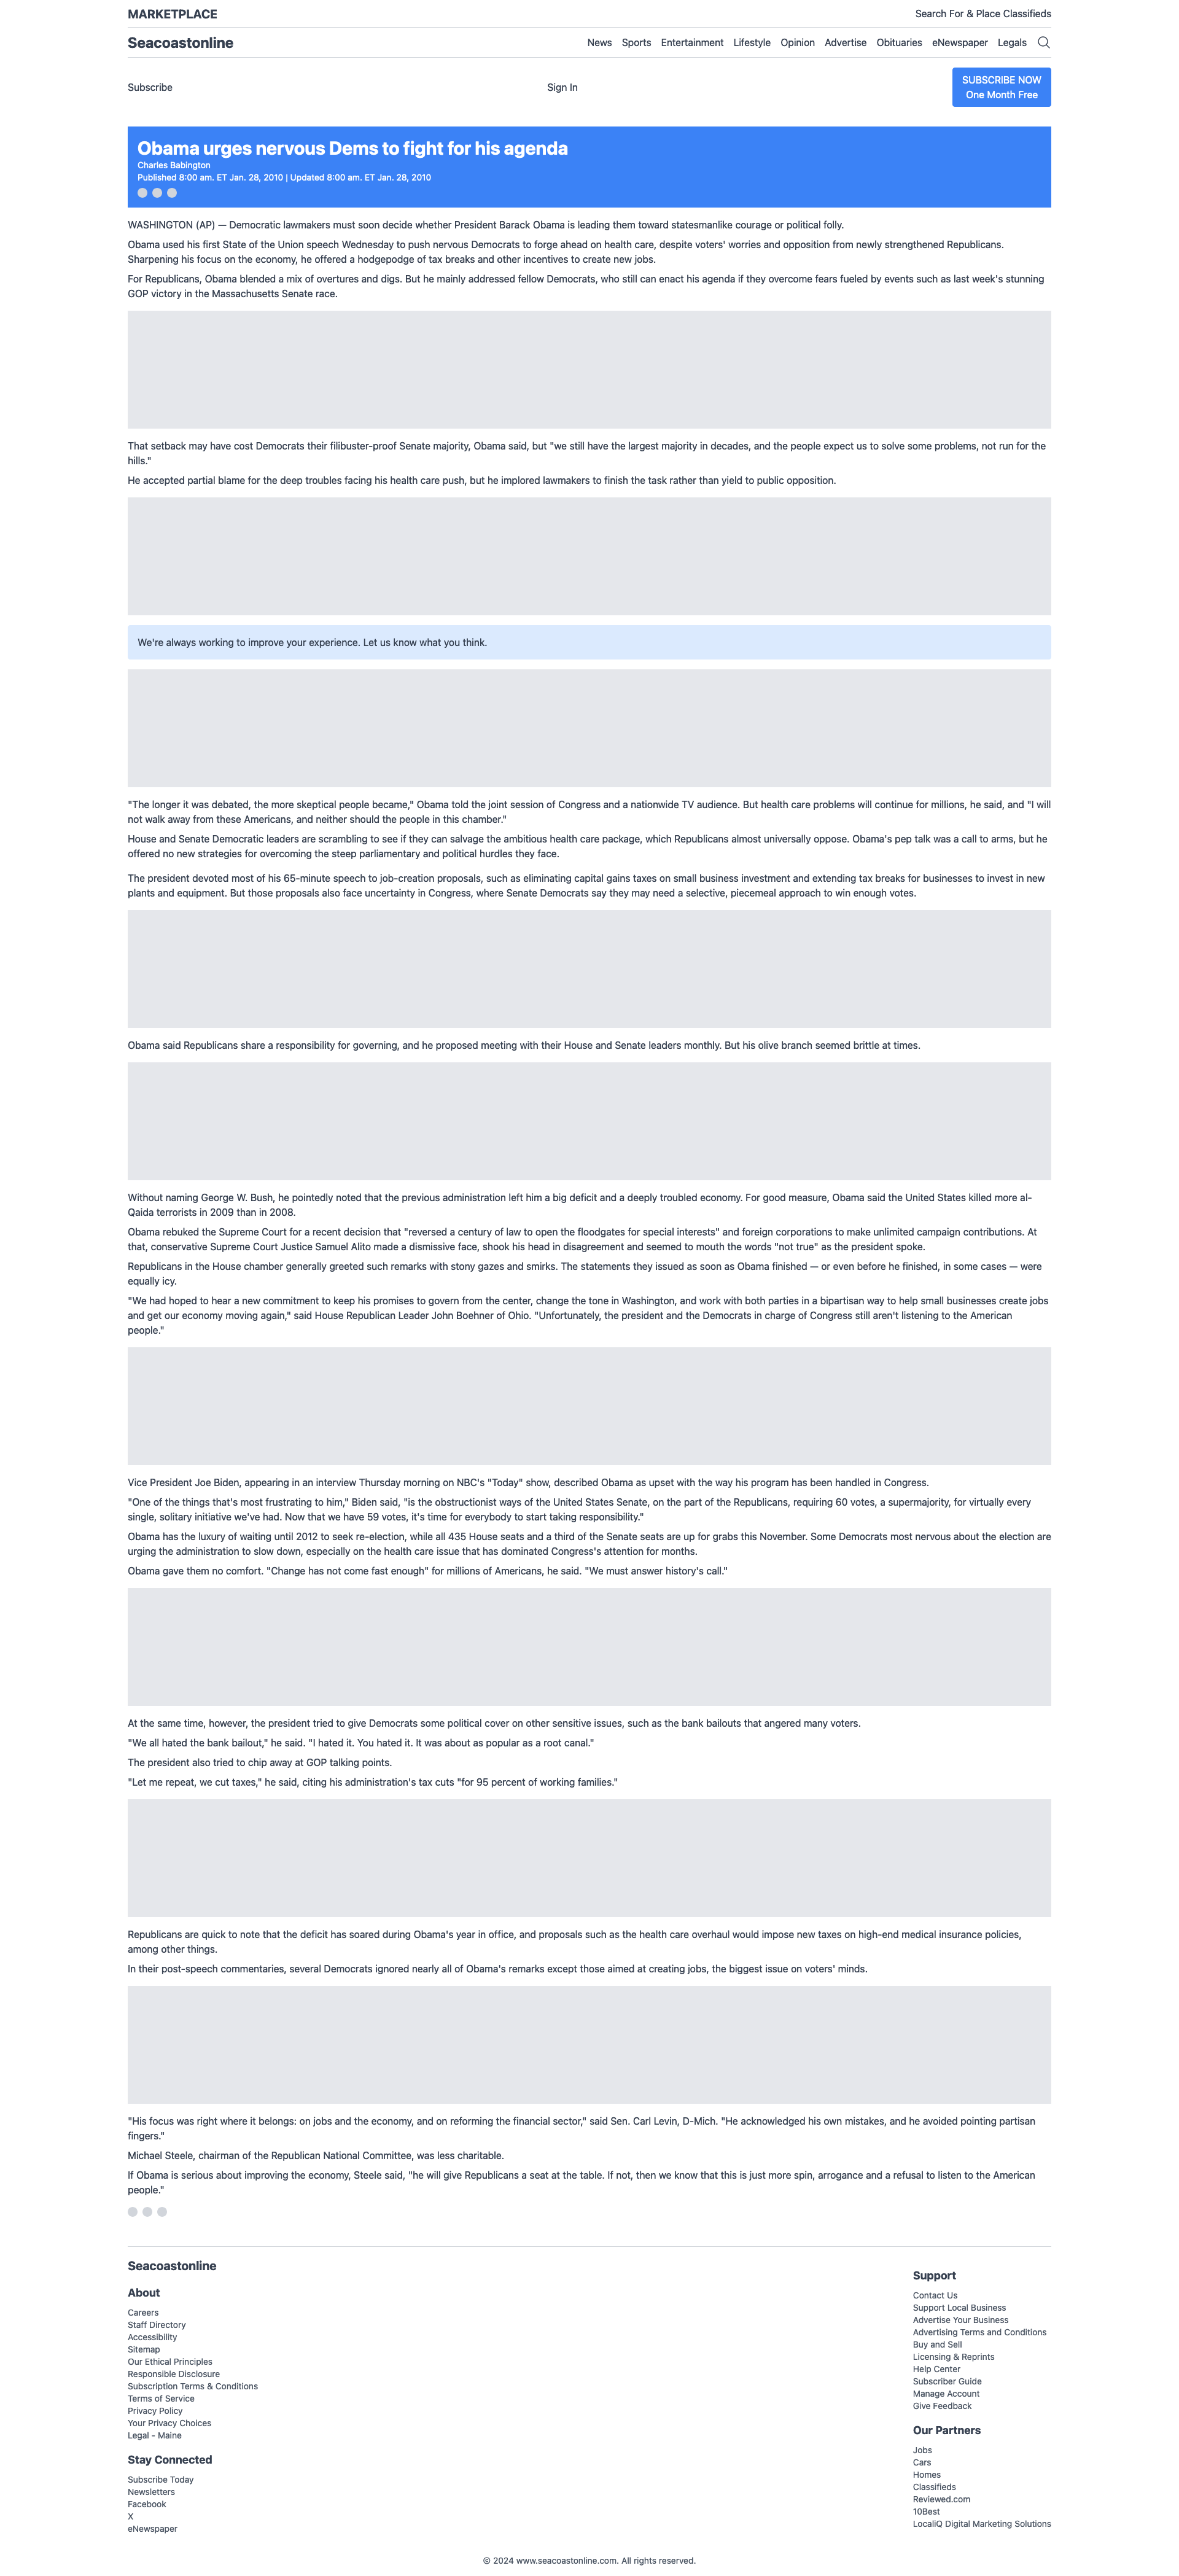 MARKETPLACE
Search For & Place Classifieds
Seacoastonline
News Sports Entertainment Lifestyle Opinion Advertise Obituaries eNewspaper Legals
Subscribe
Sign In
SUBSCRIBE NOW
One Month Free
Obama urges nervous Dems to fight for his agenda
Charles Babington
Published 8:00 am. ET Jan. 28, 2010 | Updated 8:00 am. ET Jan. 28, 2010
WASHINGTON (AP) — Democratic lawmakers must soon decide whether President Barack Obama is leading them toward statesmanlike courage or political folly.
Obama used his first State of the Union speech Wednesday to push nervous Democrats to forge ahead on health care, despite voters' worries and opposition from newly strengthened Republicans.
Sharpening his focus on the economy, he offered a hodgepodge of tax breaks and other incentives to create new jobs.
For Republicans, Obama blended a mix of overtures and digs. But he mainly addressed fellow Democrats, who still can enact his agenda if they overcome fears fueled by events such as last week's stunning
GOP victory in the Massachusetts Senate race.
That setback may have cost Democrats their filibuster-proof Senate majority, Obama said, but "we still have the largest majority in decades, and the people expect us to solve some problems, not run for the
hills."
He accepted partial blame for the deep troubles facing his health care push, but he implored lawmakers to finish the task rather than yield to public opposition.
We're always working to improve your experience. Let us know what you think.
"The longer it was debated, the more skeptical people became," Obama told the joint session of Congress and a nationwide TV audience. But health care problems will continue for millions, he said, and "I will
not walk away from these Americans, and neither should the people in this chamber."
House and Senate Democratic leaders are scrambling to see if they can salvage the ambitious health care package, which Republicans almost universally oppose. Obama's pep talk was a call to arms, but he
offered no new strategies for overcoming the steep parliamentary and political hurdles they face.
The president devoted most of his 65-minute speech to job-creation proposals, such as eliminating capital gains taxes on small business investment and extending tax breaks for businesses to invest in new
plants and equipment. But those proposals also face uncertainty in Congress, where Senate Democrats say they may need a selective, piecemeal approach to win enough votes.
Obama said Republicans share a responsibility for governing, and he proposed meeting with their House and Senate leaders monthly. But his olive branch seemed brittle at times.
Without naming George W. Bush, he pointedly noted that the previous administration left him a big deficit and a deeply troubled economy. For good measure, Obama said the United States killed more al-
Qaida terrorists in 2009 than in 2008.
Obama rebuked the Supreme Court for a recent decision that "reversed a century of law to open the floodgates for special interests" and foreign corporations to make unlimited campaign contributions. At
that, conservative Supreme Court Justice Samuel Alito made a dismissive face, shook his head in disagreement and seemed to mouth the words "not true" as the president spoke.
Republicans in the House chamber generally greeted such remarks with stony gazes and smirks. The statements they issued as soon as Obama finished — or even before he finished, in some cases — were
equally icy.
"We had hoped to hear a new commitment to keep his promises to govern from the center, change the tone in Washington, and work with both parties in a bipartisan way to help small businesses create jobs
and get our economy moving again," said House Republican Leader John Boehner of Ohio. "Unfortunately, the president and the Democrats in charge of Congress still aren't listening to the American
people."
Vice President Joe Biden, appearing in an interview Thursday morning on NBC's "Today" show, described Obama as upset with the way his program has been handled in Congress.
"One of the things that's most frustrating to him," Biden said, "is the obstructionist ways of the United States Senate, on the part of the Republicans, requiring 60 votes, a supermajority, for virtually every
single, solitary initiative we've had. Now that we have 59 votes, it's time for everybody to start taking responsibility."
Obama has the luxury of waiting until 2012 to seek re-election, while all 435 House seats and a third of the Senate seats are up for grabs this November. Some Democrats most nervous about the election are
urging the administration to slow down, especially on the health care issue that has dominated Congress's attention for months.
Obama gave them no comfort. "Change has not come fast enough" for millions of Americans, he said. "We must answer history's call."
At the same time, however, the president tried to give Democrats some political cover on other sensitive issues, such as the bank bailouts that angered many voters.
"We all hated the bank bailout," he said. "I hated it. You hated it. It was about as popular as a root canal."
The president also tried to chip away at GOP talking points.
"Let me repeat, we cut taxes," he said, citing his administration's tax cuts "for 95 percent of working families."
Republicans are quick to note that the deficit has soared during Obama's year in office, and proposals such as the health care overhaul would impose new taxes on high-end medical insurance policies,
among other things.
In their post-speech commentaries, several Democrats ignored nearly all of Obama's remarks except those aimed at creating jobs, the biggest issue on voters' minds.
"His focus was right where it belongs: on jobs and the economy, and on reforming the financial sector," said Sen. Carl Levin, D-Mich. "He acknowledged his own mistakes, and he avoided pointing partisan
fingers."
Michael Steele, chairman of the Republican National Committee, was less charitable.
If Obama is serious about improving the economy, Steele said, "he will give Republicans a seat at the table. If not, then we know that this is just more spin, arrogance and a refusal to listen to the American
people."
Seacoastonline
About
Careers
Staff Directory
Accessibility
Sitemap
Our Ethical Principles
Responsible Disclosure
Subscription Terms & Conditions
Terms of Service
Privacy Policy
Your Privacy Choices
Legal - Maine
Stay Connected
Subscribe Today
Newsletters
Facebook
X
eNewspaper
Support
Contact Us
Support Local Business
Advertise Your Business
Advertising Terms and Conditions
Buy and Sell
Licensing & Reprints
Help Center
Subscriber Guide
Manage Account
Give Feedback
Our Partners
Jobs
Cars
Homes
Classifieds
Reviewed.com
10Best
LocaliQ Digital Marketing Solutions
© 2024 www.seacoastonline.com. All rights reserved.